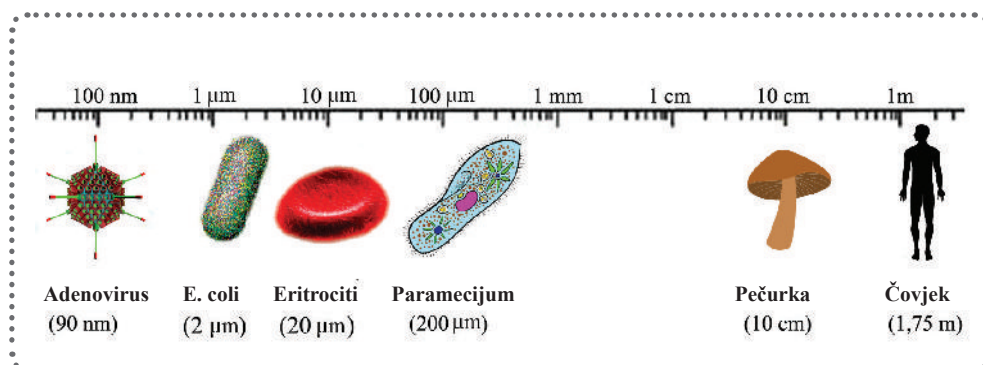 100 nm 1 µm 10 µm 100 µm 1 mm 1 cm 10 cm 1m
Adenovirus E. coli Eritrociti Paramecijum Pečurka Čovjek
(90 nm) (2 µm) (20 µm) (200 µm) (10 cm) (1,75 m)